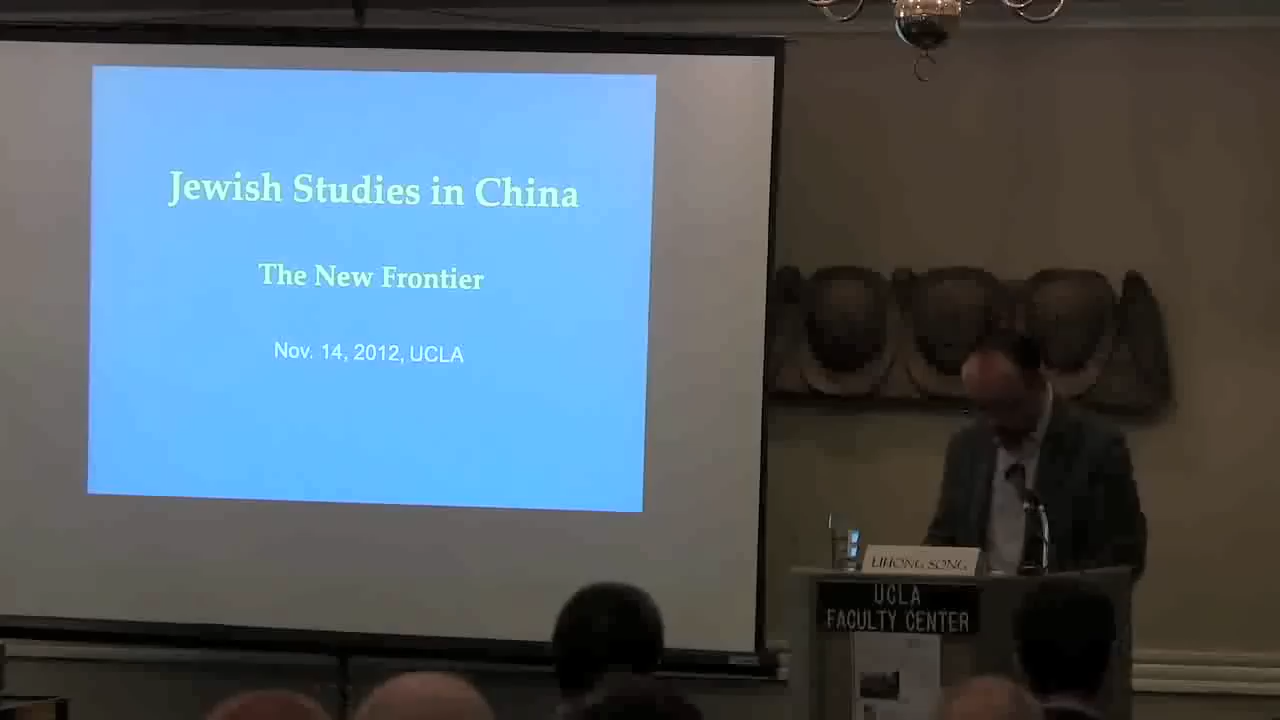 Jewish Studies in China
The New Frontier
Nov. 14, 2012, UCLA
LIHONG SONG
UCLA
FACULTY CENTER